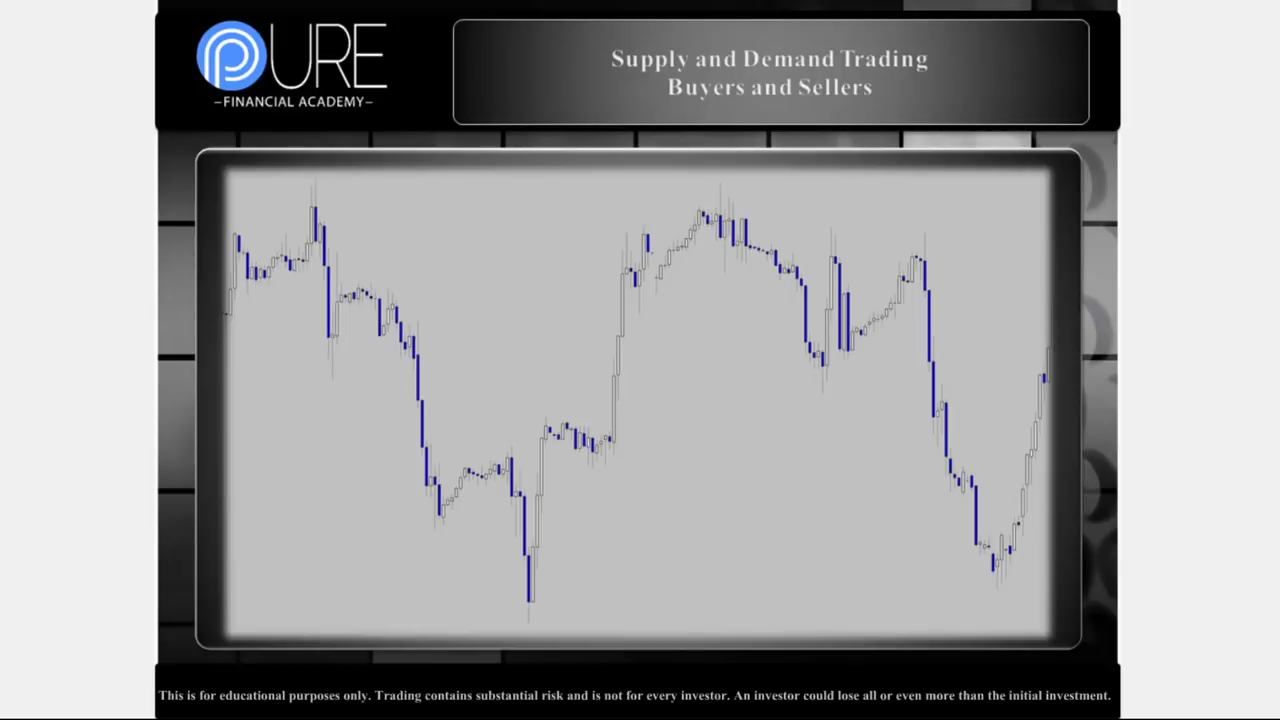 PURE
–FINANCIAL ACADEMY–
Supply and Demand Trading
Buyers and Sellers
This is for educational purposes only. Trading contains substantial risk and is not for every investor. An investor could lose all or even more than the initial investment.